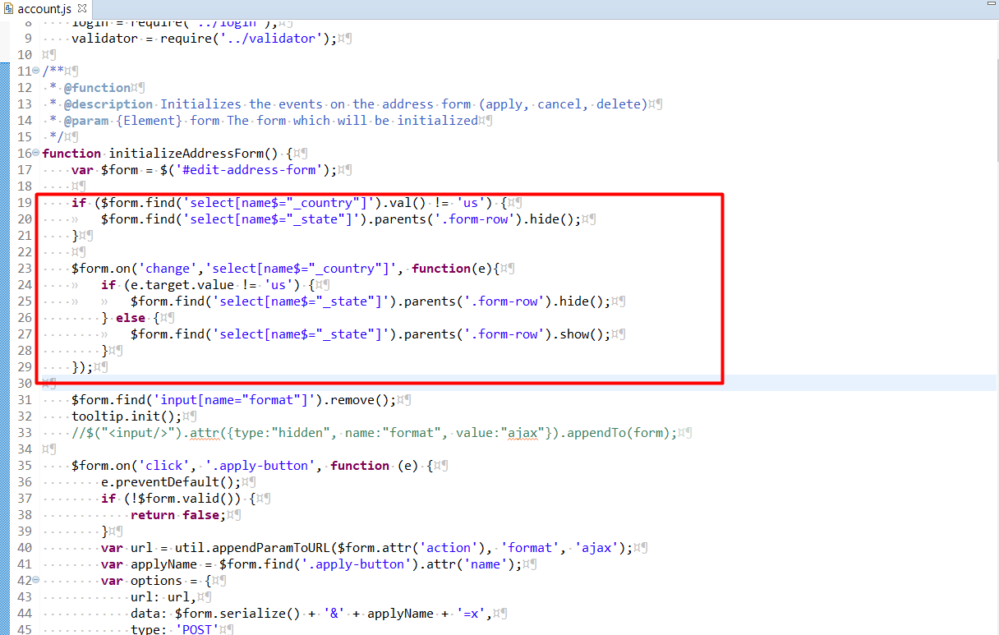 account.js
8 login = require('../login'),
9 validator = require('../validator');
10
11 /**
12 * @function
13 * @description Initializes the events on the address form (apply, cancel, delete)
14 * @param {Element} form The form which will be initialized
15 */
16 function initializeAddressForm() {
17 var $form = $('#edit-address-form');
18
19 if ($form.find('select[name$="_country"]').val() != 'us') {
20 $form.find('select[name$="_state"]').parents('.form-row').hide();
21 }
22
23 $form.on('change','select[name$="_country"]', function(e){
24 if (e.target.value != 'us') {
25 $form.find('select[name$="_state"]').parents('.form-row').hide();
26 } else {
27 $form.find('select[name$="_state"]').parents('.form-row').show();
28 }
29 });
30
31 $form.find('input[name="format"]').remove();
32 tooltip.init();
33 //$("<input/>").attr({type:"hidden", name:"format", value:"ajax"}).appendTo(form);
34
35 $form.on('click', '.apply-button', function (e) {
36 e.preventDefault();
37 if (!$form.valid()) {
38 return false;
39 }
40 var url = util.appendParamToURL($form.attr('action'), 'format', 'ajax');
41 var applyName = $form.find('.apply-button').attr('name');
42 var options = {
43 url: url,
44 data: $form.serialize() + '&' + applyName + '=x',
45 type: 'POST'